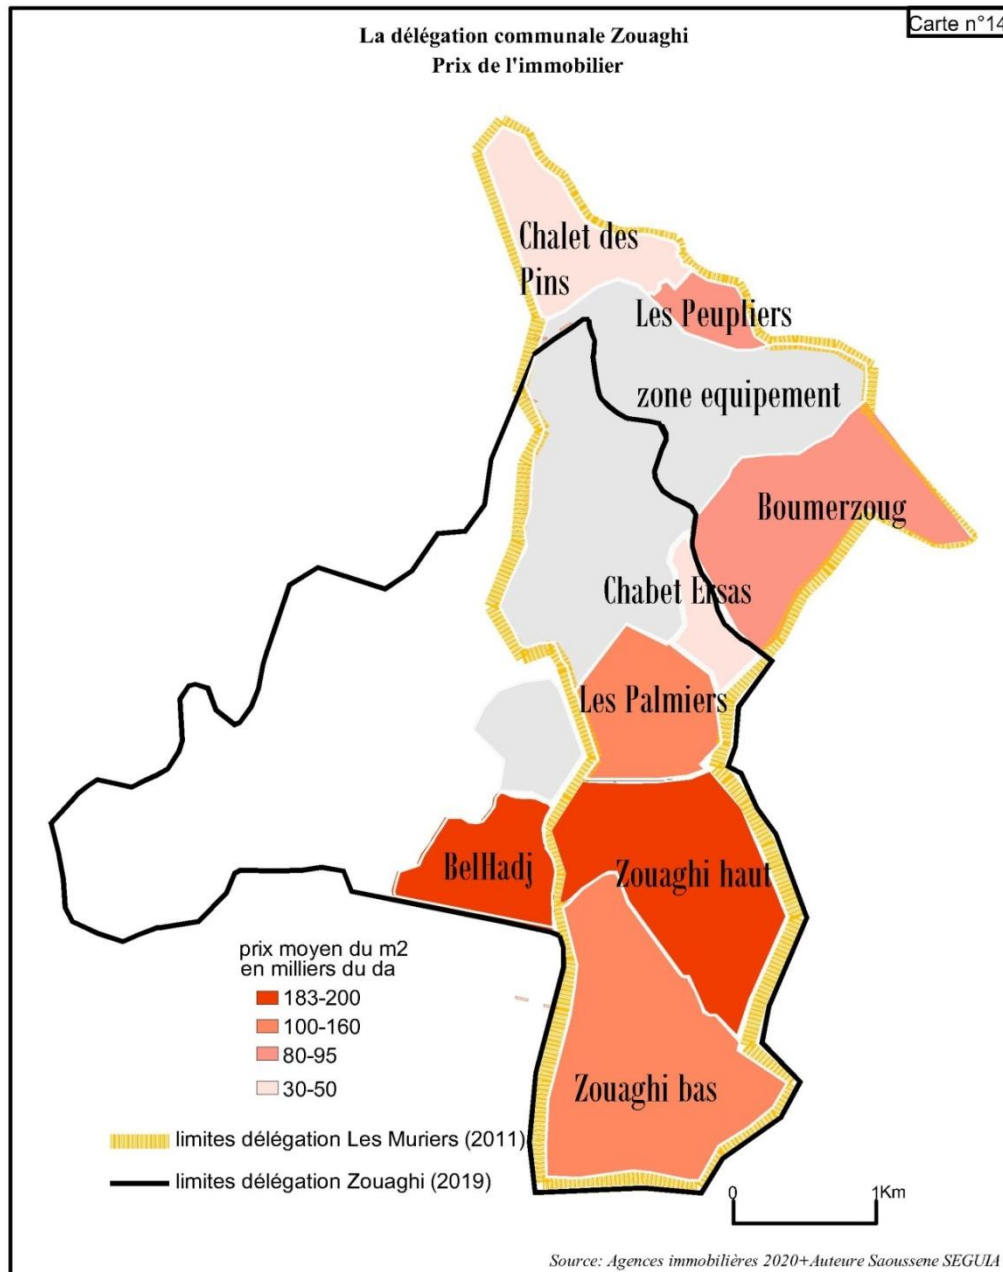 Carte n°14
La délégation communale Zouaghi
Prix de l'immobilier
Chalet des
Pins
Les Peupliers
zone equipement
Boumerzoug
Chabet Ersas
Les Palmiers
BelHadj
Zouaghi haut
Zouaghi bas
prix moyen du m2
en milliers du da
183-200
100-160
80-95
30-50
limites délégation Les Muriers (2011)
limites délégation Zouaghi (2019)
0 1Km
Source: Agences immobilières 2020+Auteure Saoussene SEGUIA